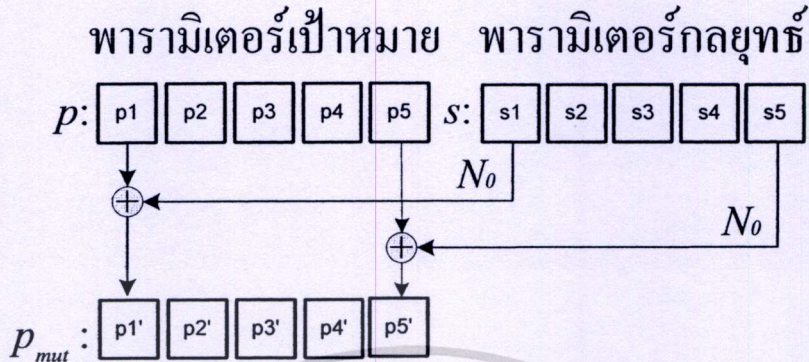 พารามิเตอร์เป้าหมาย พารามิเตอร์กลยุทธ์
p: p1 p2 p3 p4 p5 s: s1 s2 s3 s4 s5
N₀
N₀
p_mut : p1' p2' p3' p4' p5'